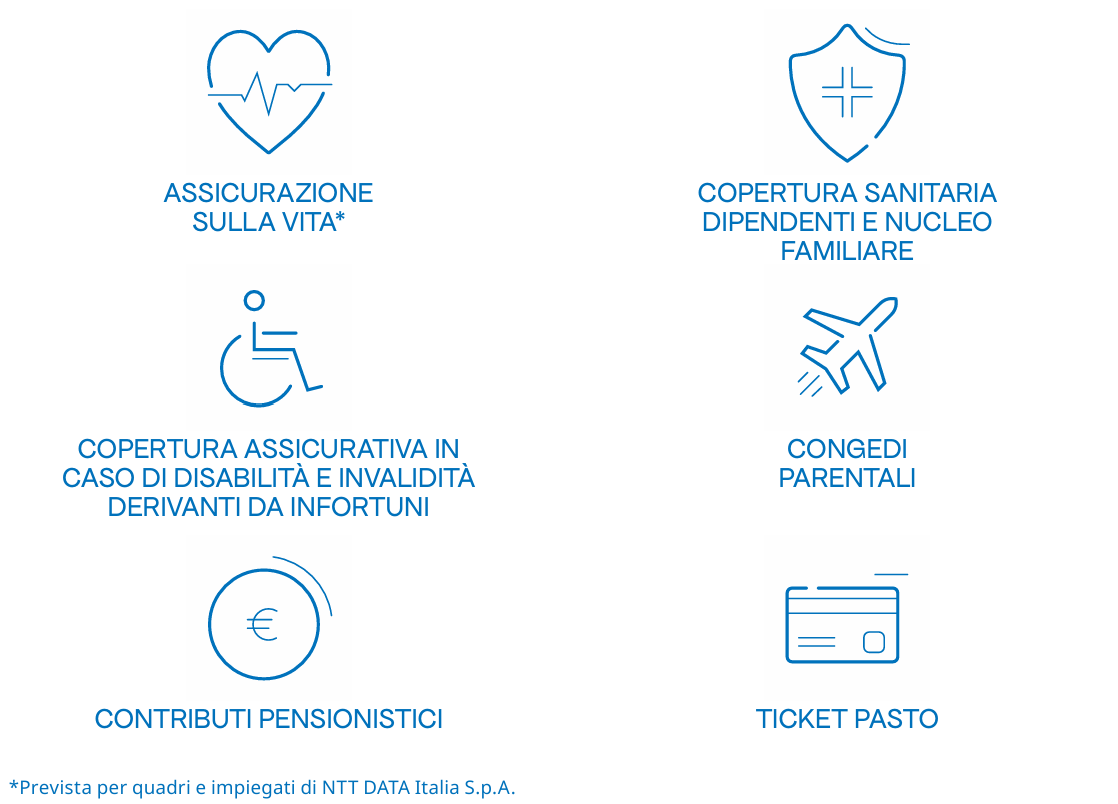 ASSICURAZIONE
SULLA VITA*
COPERTURA SANITARIA
DIPENDENTI E NUCLEO
FAMILIARE
COPERTURA ASSICURATIVA IN
CASO DI DISABILITÀ E INVALIDITÀ
DERIVANTI DA INFORTUNI
CONGEDI
PARENTALI
€
CONTRIBUTI PENSIONISTICI
TICKET PASTO
*Prevista per quadri e impiegati di NTT DATA Italia S.p.A.